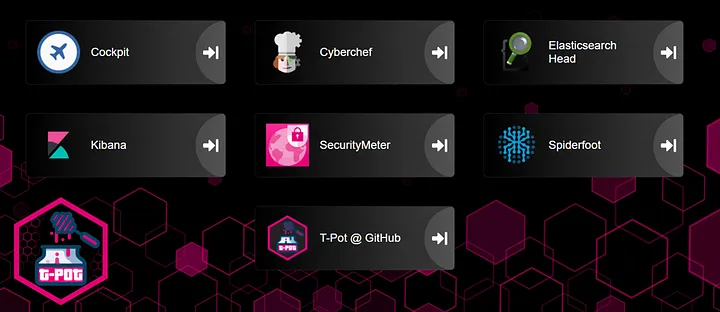 Cockpit
Cyberchef
Elasticsearch
Head
Kibana
SecurityMeter
Spiderfoot
T-Pot @ GitHub
T-POT